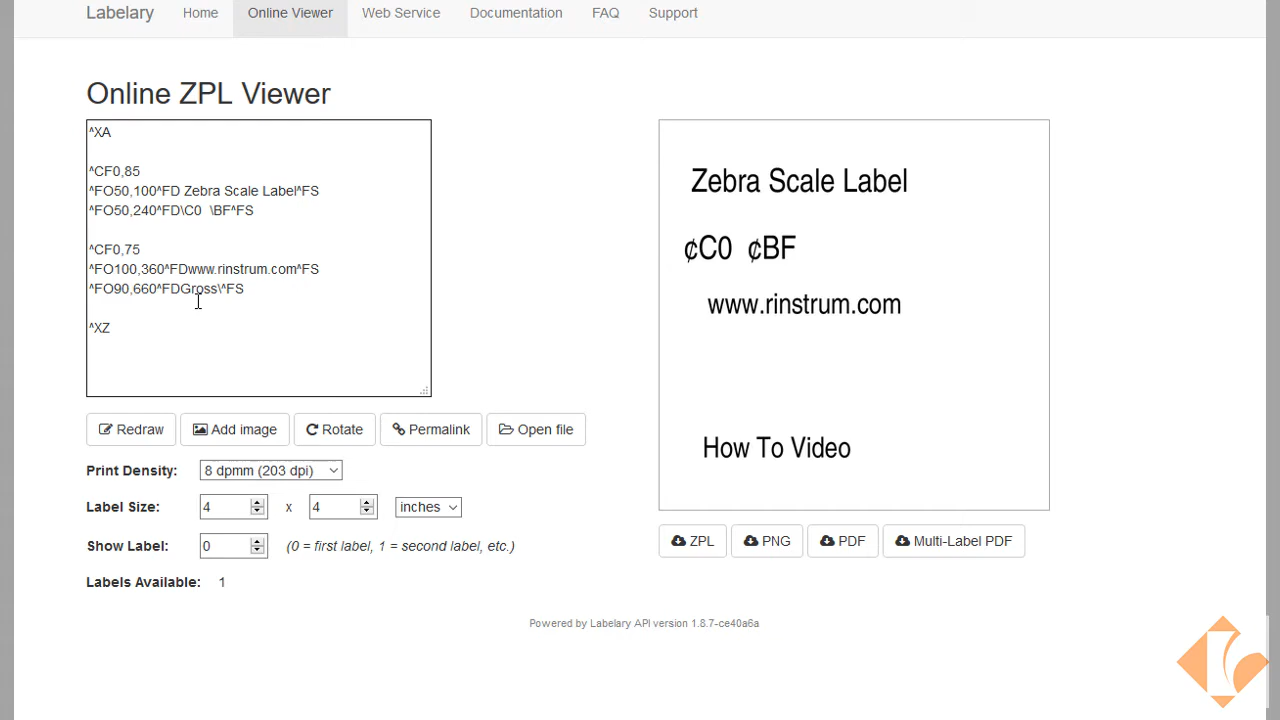 Labelary Home Online Viewer Web Service Documentation FAQ Support
Online ZPL Viewer
^XA
^CF0,85
^FO50,100^FD Zebra Scale Label^FS
^FO50,240^FD\C0  \BF^FS
^CF0,75
^FO100,360^FDwww.rinstrum.com^FS
^FO90,660^FDGross\^FS
^XZ
Zebra Scale Label
¢C0  ¢BF
www.rinstrum.com
How To Video
Redraw Add image Rotate Permalink Open file
Print Density: 8 dpmm (203 dpi)
Label Size: 4 x 4 inches
Show Label: 0 (0 = first label, 1 = second label, etc.)
Labels Available: 1
ZPL PNG PDF Multi-Label PDF
Powered by Labelary API version 1.8.7-ce40a6a